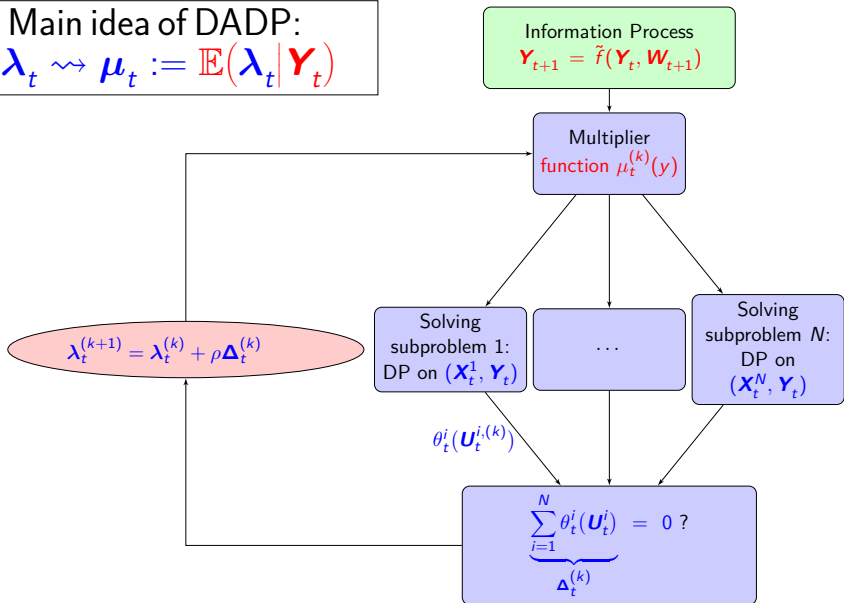 Main idea of DADP:
λ_t ⇝ μ_t := 𝔼(λ_t | Y_t)
Information Process
Y_{t+1} = f̃(Y_t, W_{t+1})
Multiplier
function μ_t^{(k)}(y)
Solving
subproblem 1:
DP on (X_t^1, Y_t)
...
Solving
subproblem N:
DP on
(X_t^N, Y_t)
λ_t^{(k+1)} = λ_t^{(k)} + ρΔ_t^{(k)}
θ_t^i(U_t^{i,(k)})
∑_{i=1}^{N} θ_t^i(U_t^i) = 0 ?
Δ_t^{(k)}